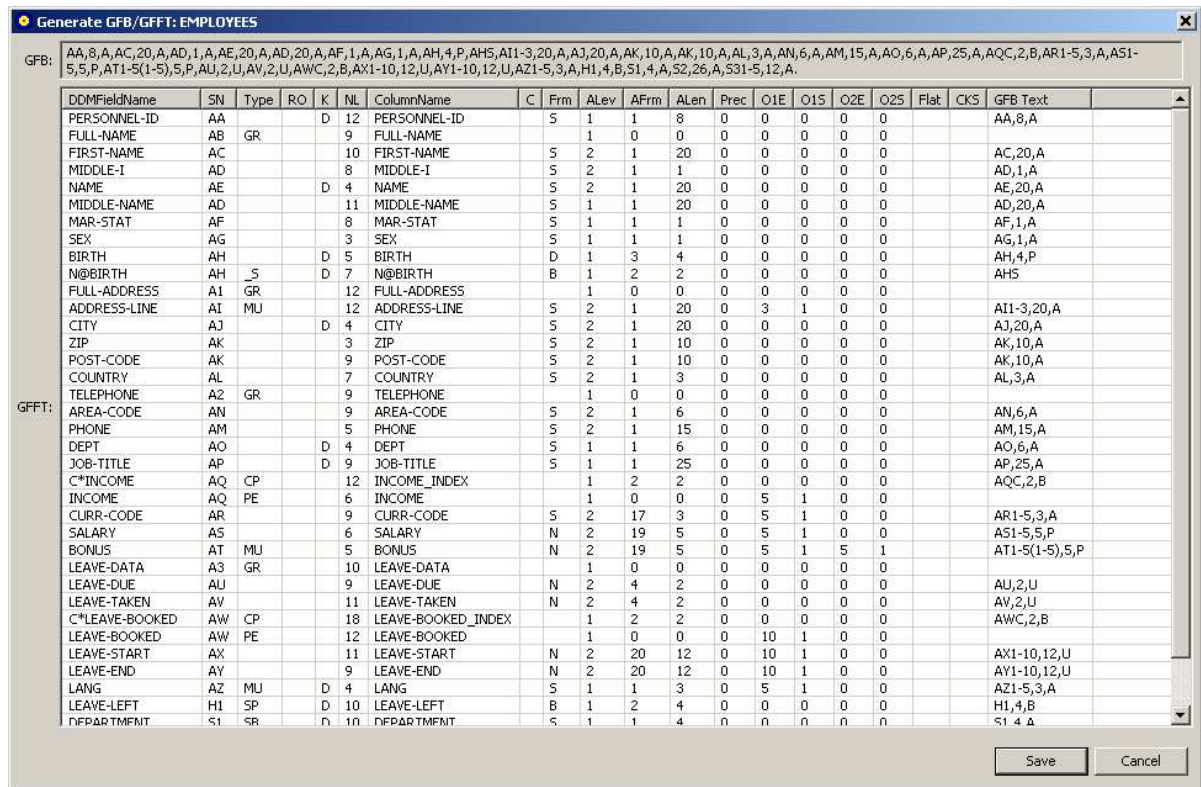 Generate GFB/GFFT: EMPLOYEES
GFB: AA,8,A,AC,20,A,AD,1,A,AE,20,A,AD,20,A,AF,1,A,AG,1,A,AH,4,P,AHS,AI1-3,20,A,AJ,20,A,AK,10,A,AK,10,A,AL,3,A,AN,6,A,AM,15,A,AO,6,A,AP,25,A,AQC,2,B,AR1-5,3,A,AS1-
5,5,P,AT1-5(1-5),5,P,AU,2,U,AV,2,U,AWC,2,B,AX1-10,12,U,AY1-10,12,U,AZ1-5,3,A,H1,4,B,S1,4,A,S2,26,A,S31-5,12,A.
DDMFieldName SN Type RO K NL ColumnName C Frm ALev AFrm ALen Prec O1E O1S O2E O2S Flat CKS GFB Text
PERSONNEL-ID AA D 12 PERSONNEL-ID S 1 1 8 0 0 0 0 0 AA,8,A
FULL-NAME AB GR 9 FULL-NAME 1 0 0 0 0 0 0 0
FIRST-NAME AC 10 FIRST-NAME S 2 1 20 0 0 0 0 0 AC,20,A
MIDDLE-I AD 8 MIDDLE-I S 2 1 1 0 0 0 0 0 AD,1,A
NAME AE D 4 NAME S 2 1 20 0 0 0 0 0 AE,20,A
MIDDLE-NAME AD 11 MIDDLE-NAME S 2 1 20 0 0 0 0 0 AD,20,A
MAR-STAT AF 8 MAR-STAT S 1 1 1 0 0 0 0 0 AF,1,A
SEX AG 3 SEX S 1 1 1 0 0 0 0 0 AG,1,A
BIRTH AH D 5 BIRTH D 1 3 4 0 0 0 0 0 AH,4,P
N@BIRTH AH _S D 7 N@BIRTH B 1 2 2 0 0 0 0 0 AHS
FULL-ADDRESS A1 GR 12 FULL-ADDRESS 1 0 0 0 0 0 0 0
ADDRESS-LINE AI MU 12 ADDRESS-LINE S 2 1 20 0 3 1 0 0 AI1-3,20,A
CITY AJ D 4 CITY S 2 1 20 0 0 0 0 0 AJ,20,A
ZIP AK 3 ZIP S 2 1 10 0 0 0 0 0 AK,10,A
POST-CODE AK 9 POST-CODE S 2 1 10 0 0 0 0 0 AK,10,A
COUNTRY AL 7 COUNTRY S 2 1 3 0 0 0 0 0 AL,3,A
TELEPHONE A2 GR 9 TELEPHONE 1 0 0 0 0 0 0 0
GFFT: AREA-CODE AN 9 AREA-CODE S 2 1 6 0 0 0 0 0 AN,6,A
PHONE AM 5 PHONE S 2 1 15 0 0 0 0 0 AM,15,A
DEPT AO D 4 DEPT S 1 1 6 0 0 0 0 0 AO,6,A
JOB-TITLE AP D 9 JOB-TITLE S 1 1 25 0 0 0 0 0 AP,25,A
C*INCOME AQ CP 12 INCOME_INDEX 1 2 2 0 0 0 0 0 AQC,2,B
INCOME AQ PE 6 INCOME 1 0 0 0 5 1 0 0
CURR-CODE AR 9 CURR-CODE S 2 17 3 0 5 1 0 0 AR1-5,3,A
SALARY AS 6 SALARY N 2 19 5 0 5 1 0 0 AS1-5,5,P
BONUS AT MU 5 BONUS N 2 19 5 0 5 1 5 1 AT1-5(1-5),5,P
LEAVE-DATA A3 GR 10 LEAVE-DATA 1 0 0 0 0 0 0 0
LEAVE-DUE AU 9 LEAVE-DUE N 2 4 2 0 0 0 0 0 AU,2,U
LEAVE-TAKEN AV 11 LEAVE-TAKEN N 2 4 2 0 0 0 0 0 AV,2,U
C*LEAVE-BOOKED AW CP 18 LEAVE-BOOKED_INDEX 1 2 2 0 0 0 0 0 AWC,2,B
LEAVE-BOOKED AW PE 12 LEAVE-BOOKED 1 0 0 0 10 1 0 0
LEAVE-START AX 11 LEAVE-START N 2 20 12 0 10 1 0 0 AX1-10,12,U
LEAVE-END AY 9 LEAVE-END N 2 20 12 0 10 1 0 0 AY1-10,12,U
LANG AZ MU D 4 LANG S 1 1 3 0 5 1 0 0 AZ1-5,3,A
LEAVE-LEFT H1 SP D 10 LEAVE-LEFT B 1 2 4 0 0 0 0 0 H1,4,B
DEPARTMENT S1 SB D 10 DEPARTMENT S 1 1 4 0 0 0 0 0 S1,4,A
Save Cancel